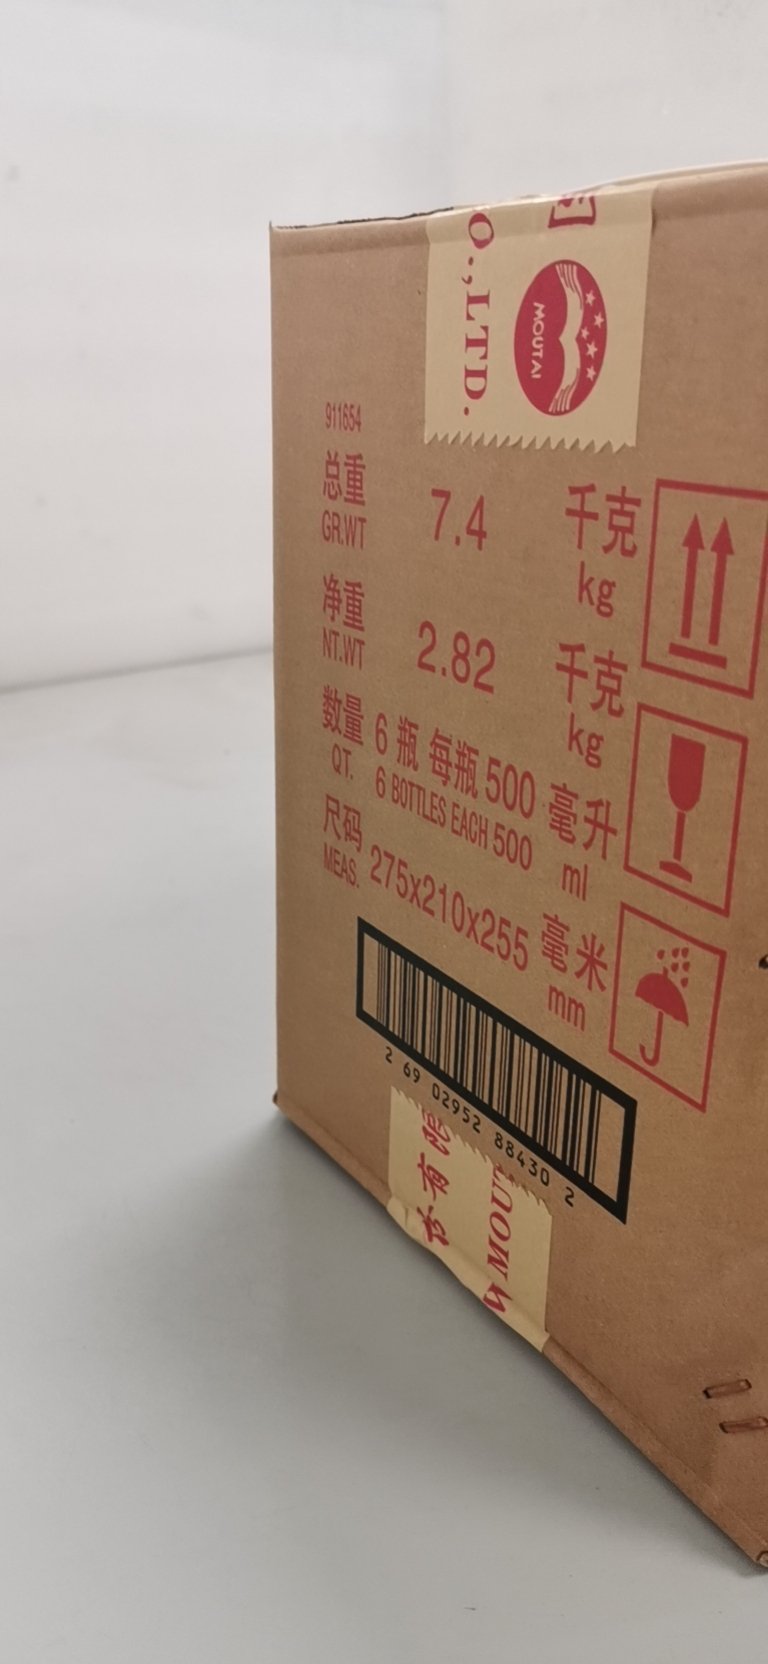 O.,LTD.
MOUTAI
911654
总重 7.4 千克
GR.WT kg
净重 2.82 千克
NT.WT kg
数量 6 瓶 每瓶 500 毫升
QT. 6 BOTTLES EACH 500 ml
尺码 275x210x255 毫米
MEAS. mm
2 69 02952 88430 2
MOUT